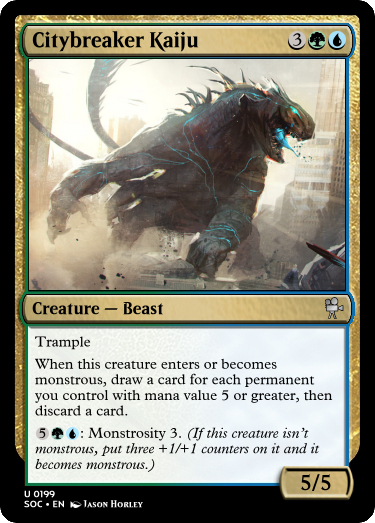 Citybreaker Kaiju 3
Creature — Beast
Trample
When this creature enters or becomes
monstrous, draw a card for each permanent
you control with mana value 5 or greater, then
discard a card.
5: Monstrosity 3. (If this creature isn't
monstrous, put three +1/+1 counters on it and it
becomes monstrous.)
5/5
U 0199
SOC • EN Jason Horley